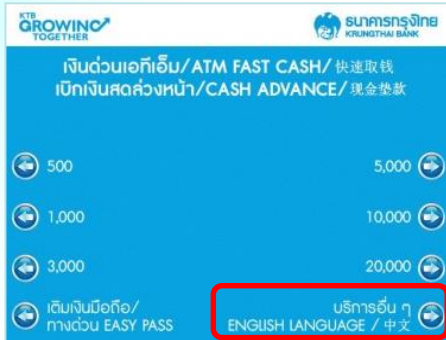 KTB
GROWING
TOGETHER
ธนาคารกรุงไทย
KRUNGTHAI BANK
เงินด่วนเอทีเอ็ม/ATM FAST CASH/快速取钱
เบิกเงินสดล่วงหน้า/CASH ADVANCE/现金垫款
500
5,000
1,000
10,000
3,000
20,000
เติมเงินมือถือ/
ทางด่วน EASY PASS
บริการอื่น ๆ
ENGLISH LANGUAGE / 中文